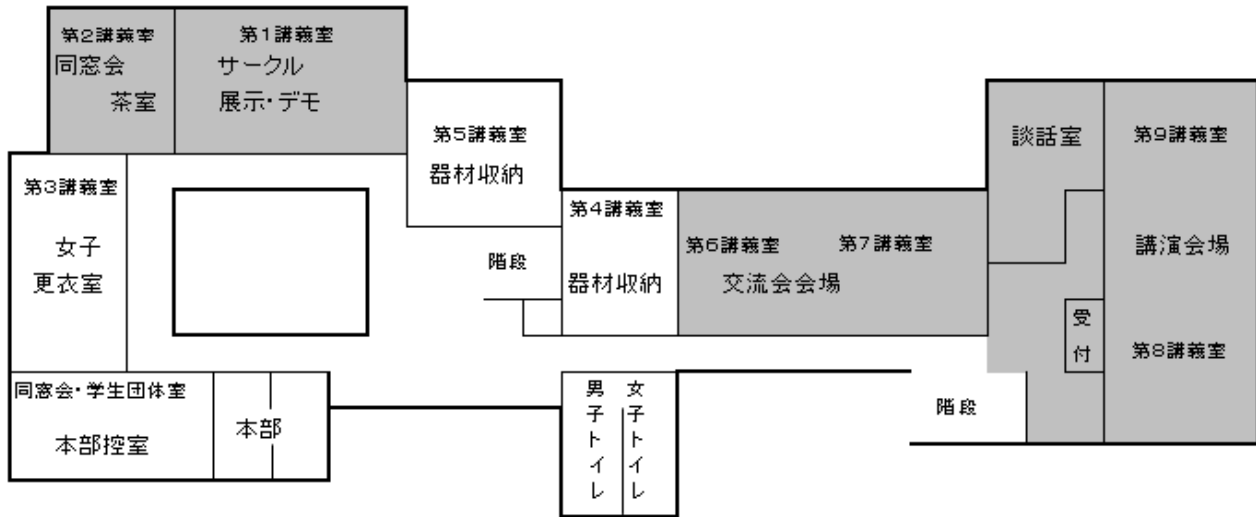 第2講義室
同窓会
茶室
第1講義室
サークル
展示・デモ
第5講義室
器材収納
談話室
第9講義室
講演会場
第8講義室
第3講義室
女子
更衣室
階段
第4講義室
器材収納
第6講義室 第7講義室
交流会会場
受付
同窓会・学生団体室
本部控室
本部
男子トイレ
女子トイレ
階段